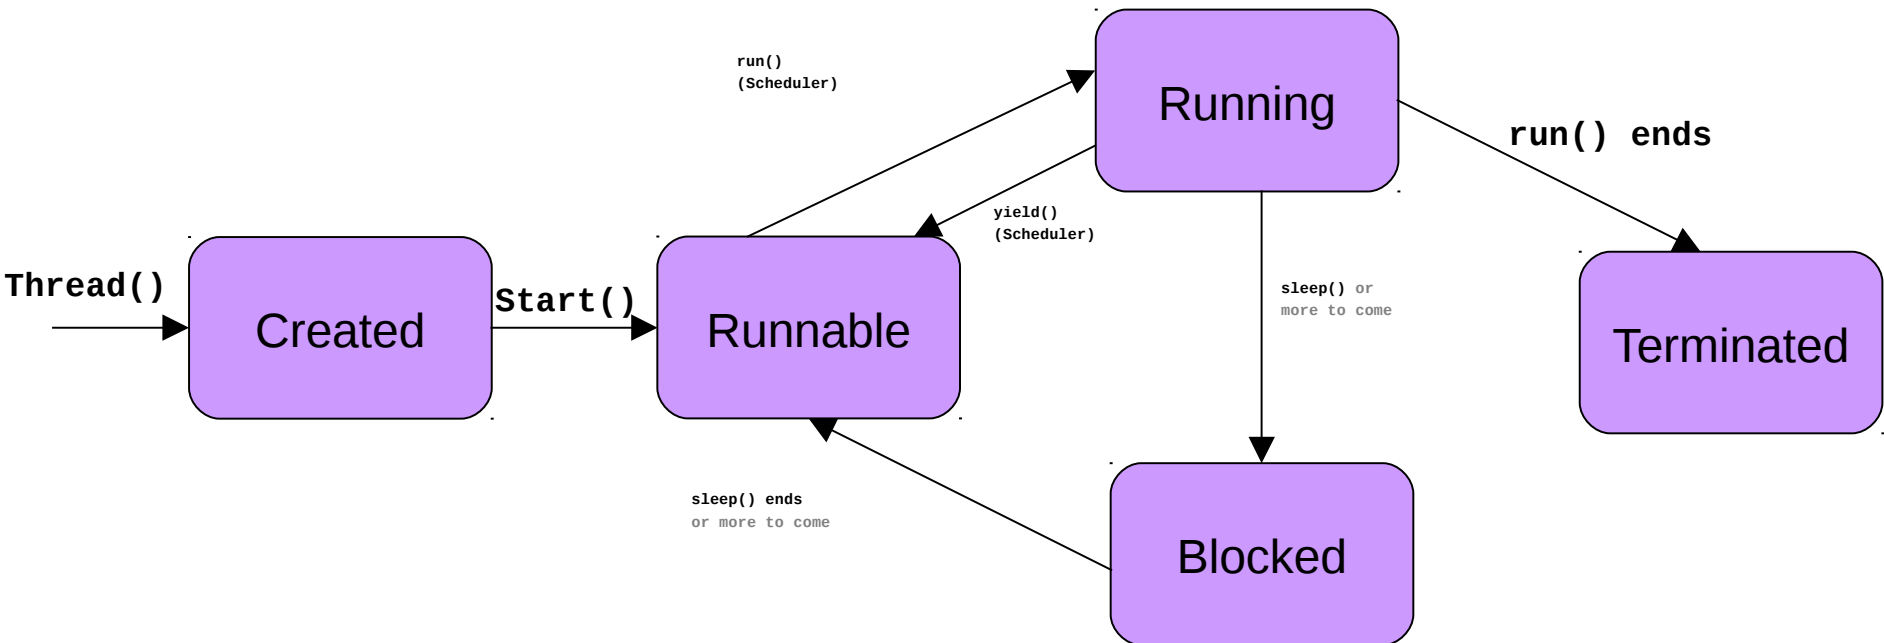 run()
(Scheduler)
Running
run() ends
yield()
(Scheduler)
Thread()
Created
Start()
Runnable
sleep() or
more to come
Terminated
sleep() ends
or more to come
Blocked